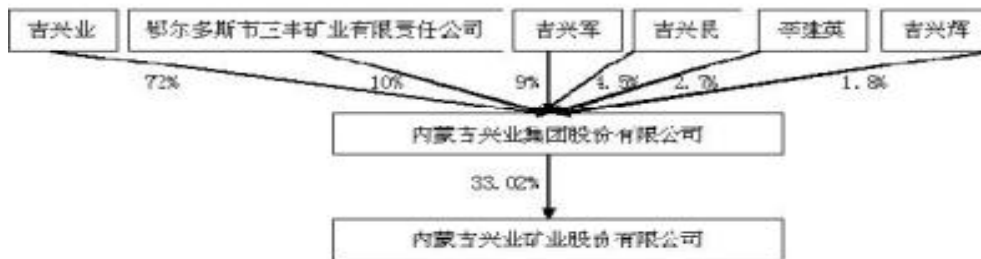 吉兴业 鄂尔多斯市三丰矿业有限责任公司 吉兴军 吉兴民 李建英 吉兴辉
72% 10% 9% 4.5% 2.7% 1.8%
内蒙古兴业集团股份有限公司
33.02%
内蒙古兴业矿业股份有限公司